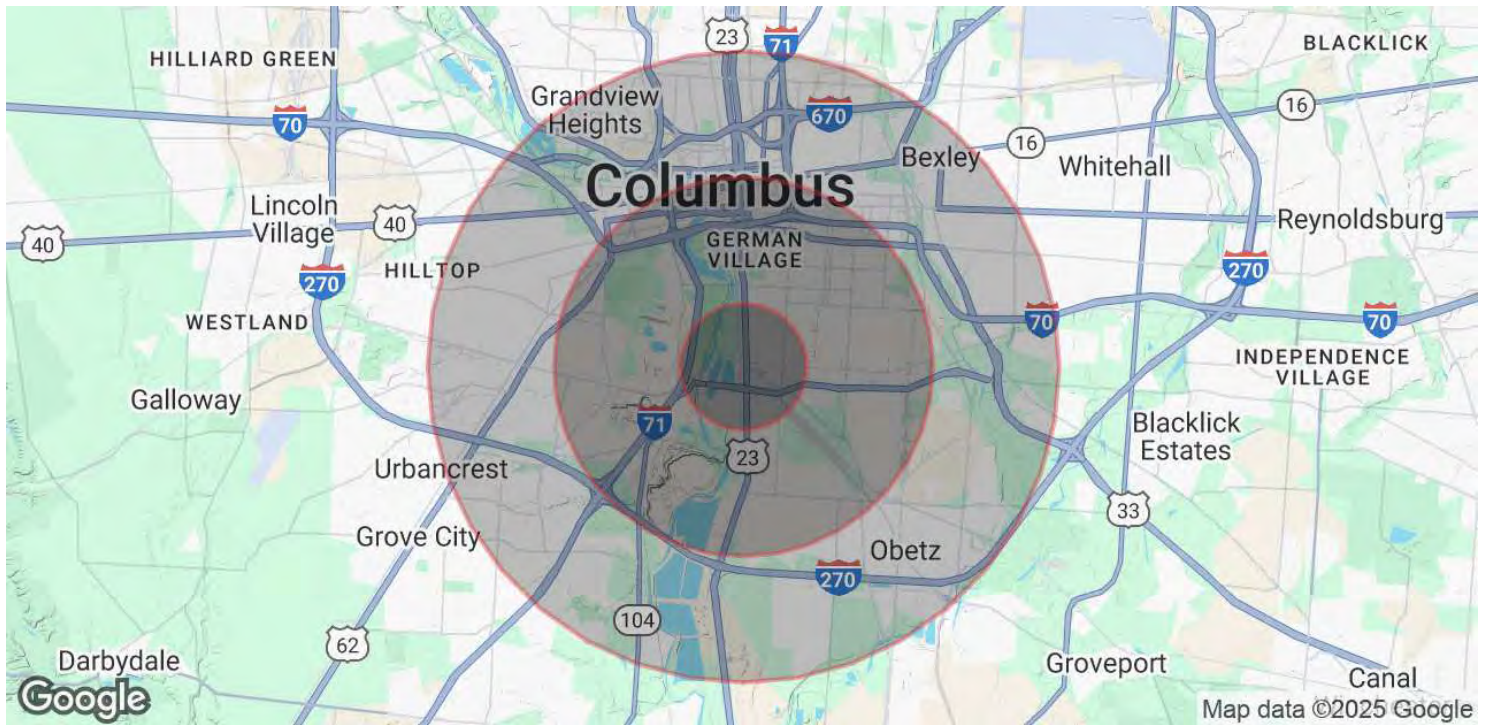 23
71
HILLIARD GREEN
BLACKLICK
Grandview
Heights
70
670
16
16
Bexley
Whitehall
Columbus
Lincoln
Village
40
40
Reynoldsburg
GERMAN
VILLAGE
HILLTOP
270
270
WESTLAND
70
70
INDEPENDENCE
VILLAGE
Galloway
71
Blacklick
Estates
23
Urbancrest
33
Grove City
Obetz
270
104
62
Darbydale
Groveport
Canal
Google
Map data ©2025 Google